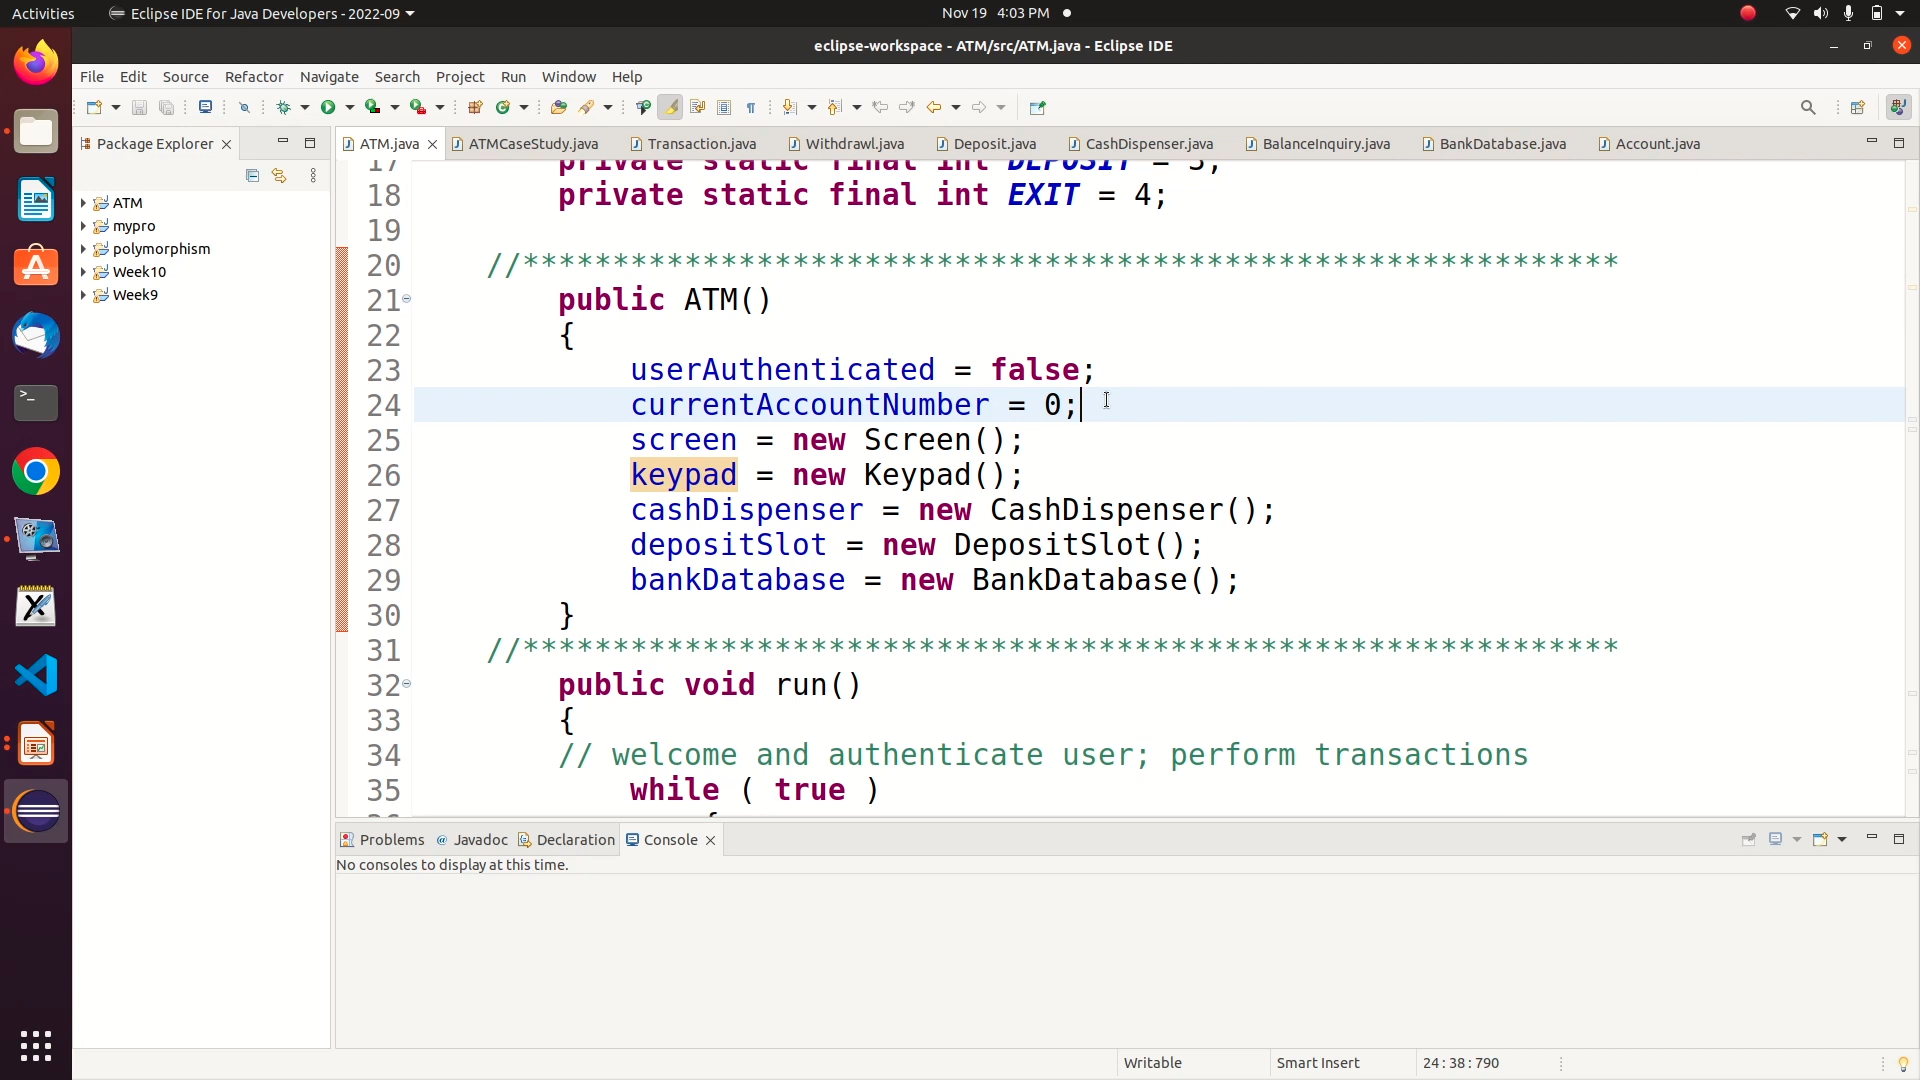 Activities
Eclipse IDE for Java Developers - 2022-09
Nov 19 4:03 PM
eclipse-workspace - ATM/src/ATM.java - Eclipse IDE
File Edit Source Refactor Navigate Search Project Run Window Help
Package Explorer
ATM
mypro
polymorphism
Week10
Week9
ATM.java ATMCaseStudy.java Transaction.java Withdrawl.java Deposit.java CashDispenser.java BalanceInquiry.java BankDatabase.java Account.java
17 private static final int DEPOSIT = 3;
18 private static final int EXIT = 4;
19
20 //*************************************************************
21 public ATM()
22 {
23 userAuthenticated = false;
24 currentAccountNumber = 0;
25 screen = new Screen();
26 keypad = new Keypad();
27 cashDispenser = new CashDispenser();
28 depositSlot = new DepositSlot();
29 bankDatabase = new BankDatabase();
30 }
31 //*************************************************************
32 public void run()
33 {
34 // welcome and authenticate user; perform transactions
35 while ( true )
Problems Javadoc Declaration Console
No consoles to display at this time.
Writable Smart Insert 24 : 38 : 790